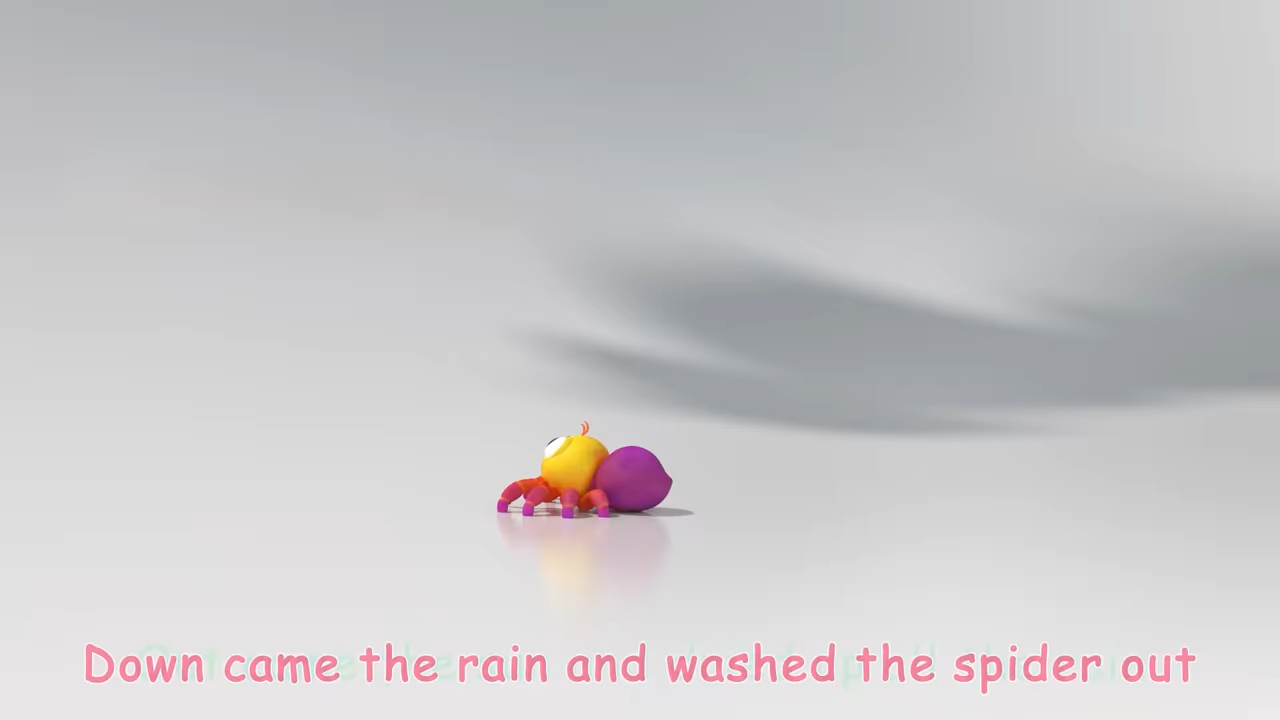 Down came the rain and washed the spider out